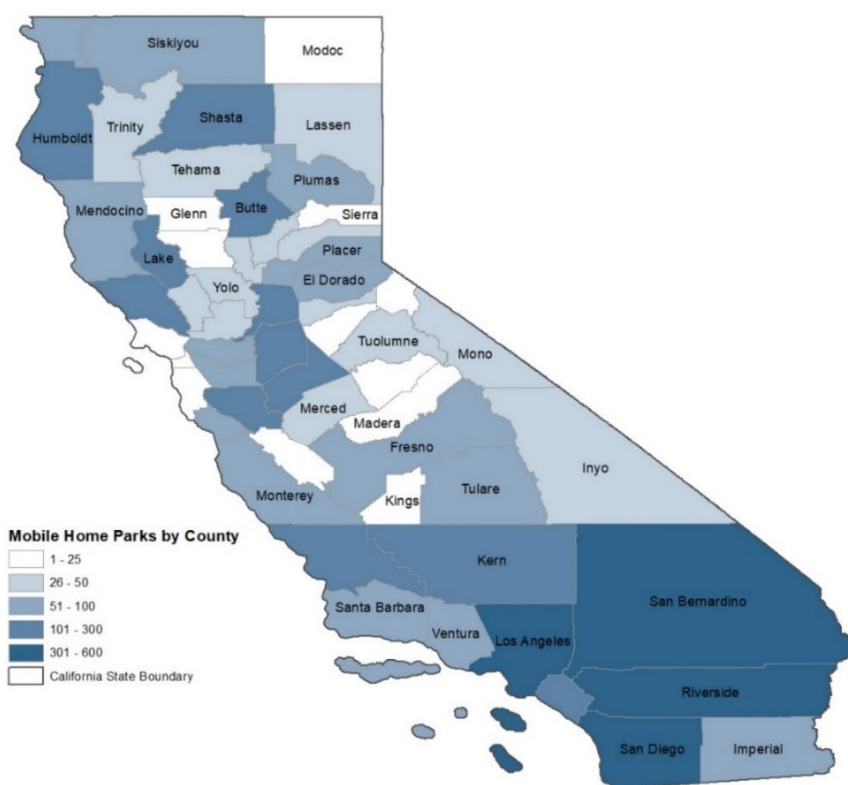 Siskiyou
Modoc
Shasta
Humboldt
Trinity
Lassen
Tehama
Plumas
Mendocino
Glenn
Butte
Sierra
Lake
Placer
El Dorado
Yolo
Tuolumne
Mono
Merced
Madera
Fresno
Inyo
Monterey
Kings
Tulare
Mobile Home Parks by County
1 - 25
26 - 50
51 - 100
101 - 300
301 - 600
California State Boundary
Kern
San Bernardino
Santa Barbara
Ventura
Los Angeles
Riverside
San Diego
Imperial